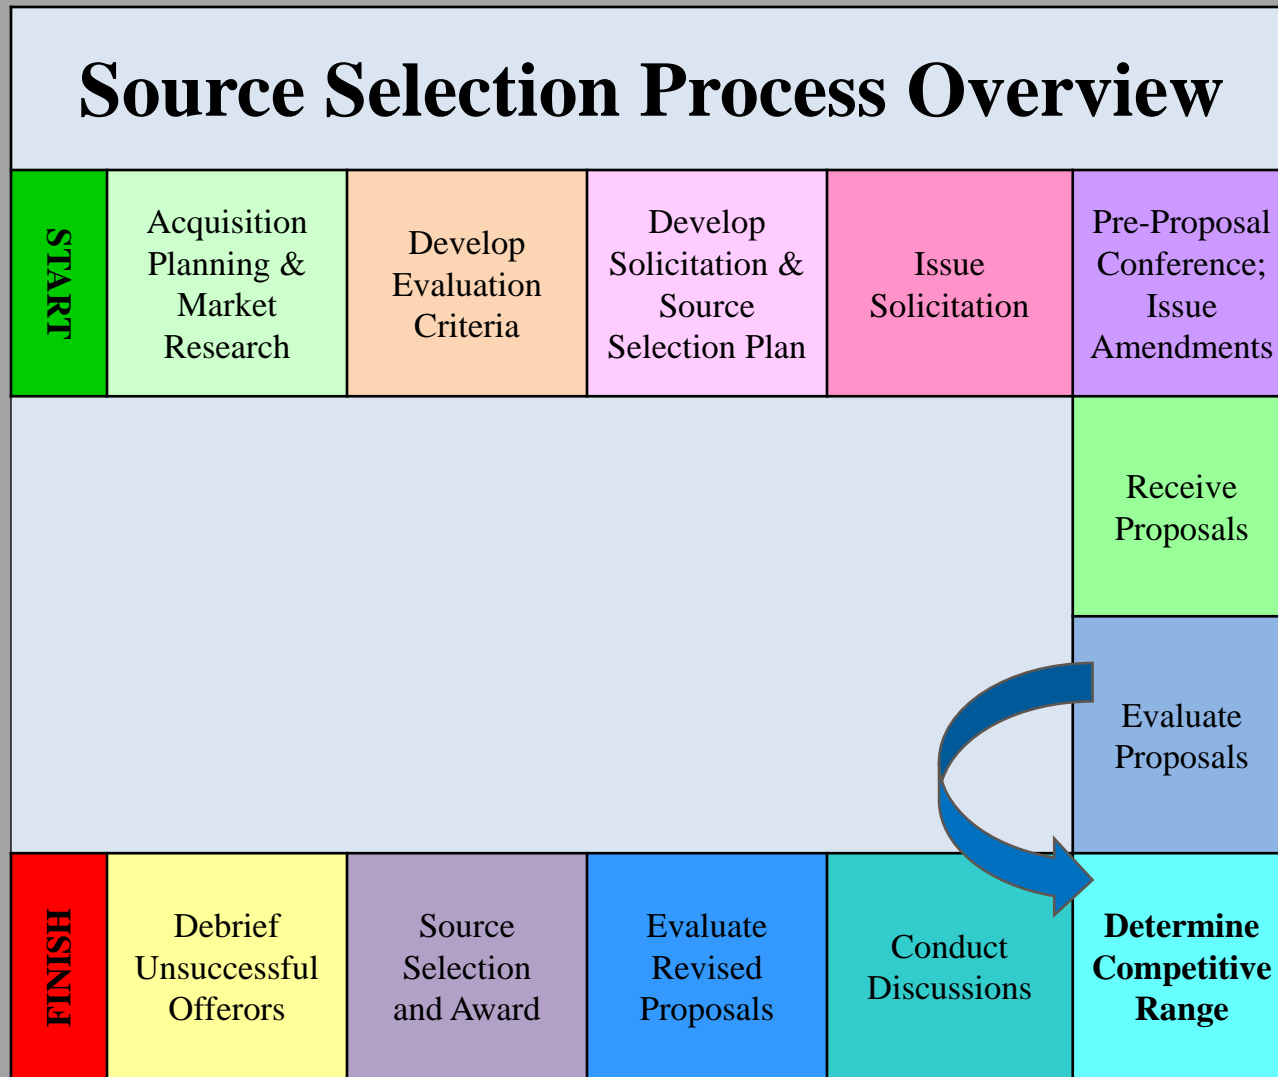 Source Selection Process Overview
START
Acquisition
Planning &
Market
Research
Develop
Evaluation
Criteria
Develop
Solicitation &
Source
Selection Plan
Issue
Solicitation
Pre-Proposal
Conference;
Issue
Amendments
Receive
Proposals
Evaluate
Proposals
FINISH
Debrief
Unsuccessful
Offerors
Source
Selection
and Award
Evaluate
Revised
Proposals
Conduct
Discussions
Determine
Competitive
Range